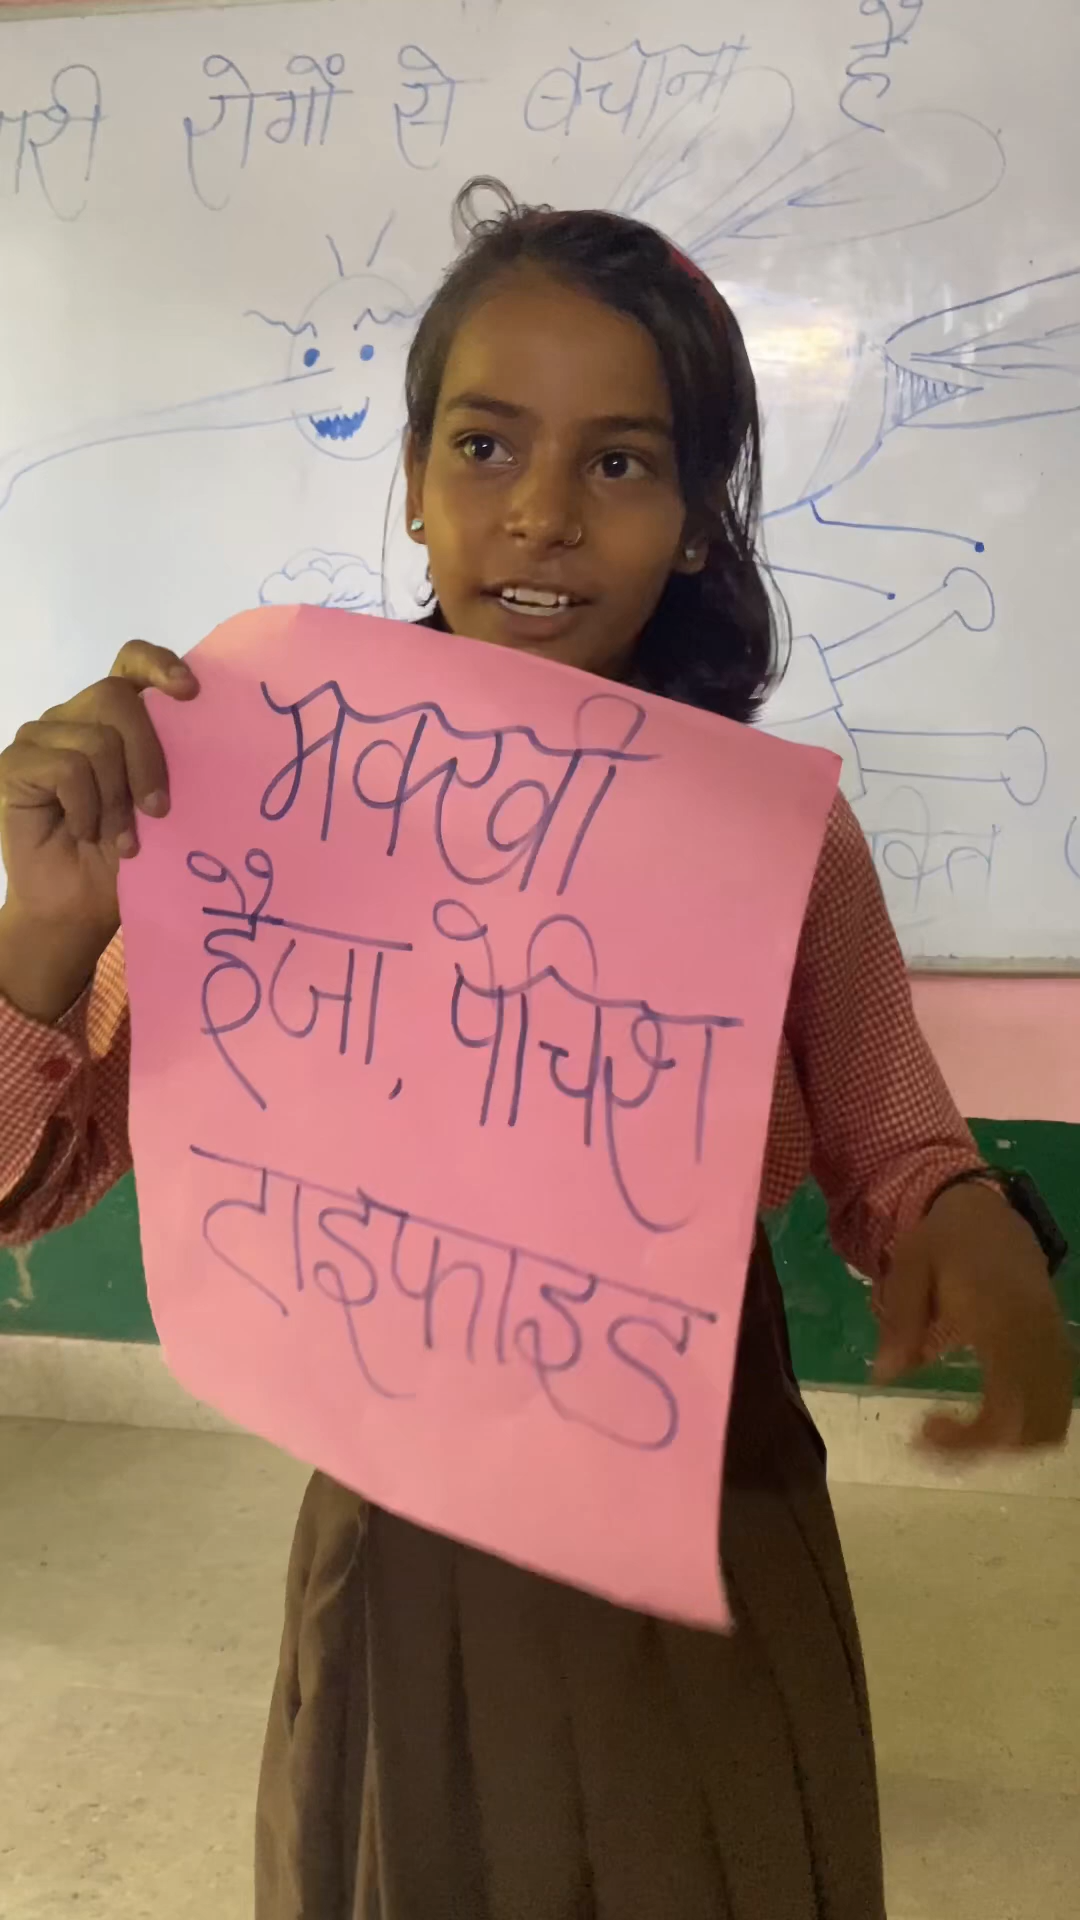 रोगों से बचाना है
मक्खी
हैजा, पेचिश
टाइफाइड